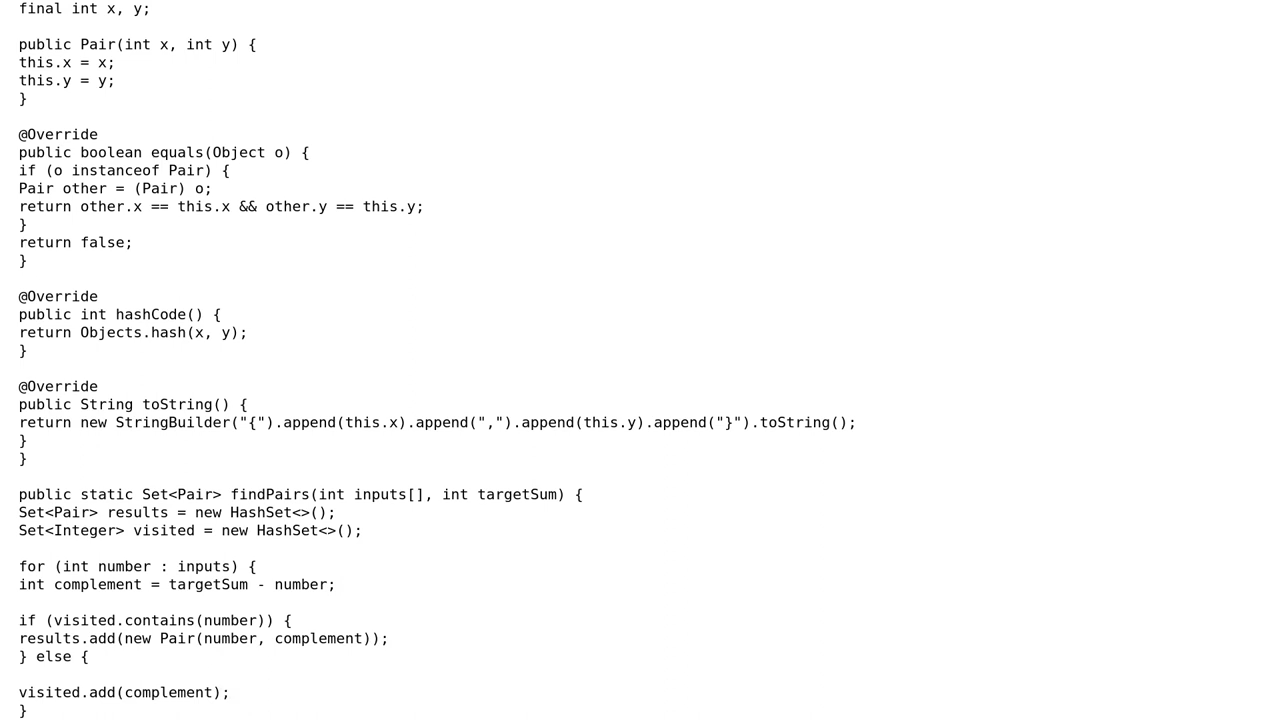 final int x, y;
public Pair(int x, int y) {
this.x = x;
this.y = y;
}
@Override
public boolean equals(Object o) {
if (o instanceof Pair) {
Pair other = (Pair) o;
return other.x == this.x && other.y == this.y;
}
return false;
}
@Override
public int hashCode() {
return Objects.hash(x, y);
}
@Override
public String toString() {
return new StringBuilder("{").append(this.x).append(",").append(this.y).append("}").toString();
}
}
public static Set<Pair> findPairs(int inputs[], int targetSum) {
Set<Pair> results = new HashSet<>();
Set<Integer> visited = new HashSet<>();
for (int number : inputs) {
int complement = targetSum - number;
if (visited.contains(number)) {
results.add(new Pair(number, complement));
} else {
visited.add(complement);
}